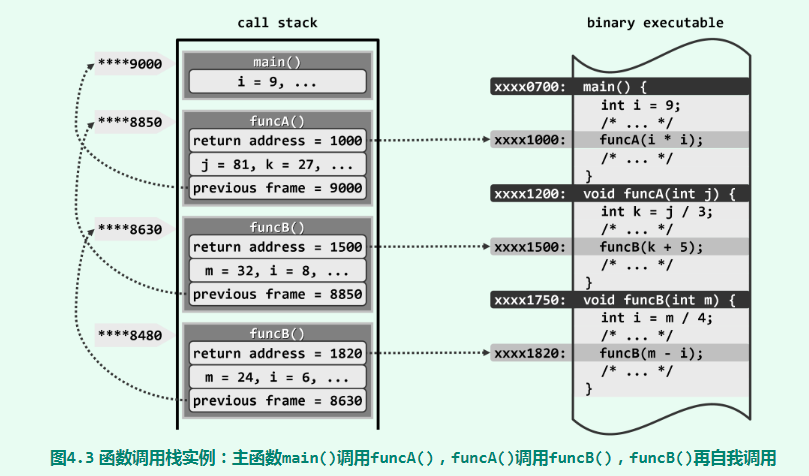 call stack
binary executable
****9000
main()
i = 9, ...
****8850
funcA()
return address = 1000
j = 81, k = 27, ...
previous frame = 9000
****8630
funcB()
return address = 1500
m = 32, i = 8, ...
previous frame = 8850
****8480
funcB()
return address = 1820
m = 24, i = 6, ...
previous frame = 8630
xxxx0700: main() {
int i = 9;
/* ... */
xxxx1000: funcA(i * i);
/* ... */
}
xxxx1200: void funcA(int j) {
int k = j / 3;
/* ... */
xxxx1500: funcB(k + 5);
/* ... */
}
xxxx1750: void funcB(int m) {
int i = m / 4;
/* ... */
xxxx1820: funcB(m - i);
/* ... */
}
图4.3 函数调用栈实例：主函数main()调用funcA()，funcA()调用funcB()，funcB()再自我调用